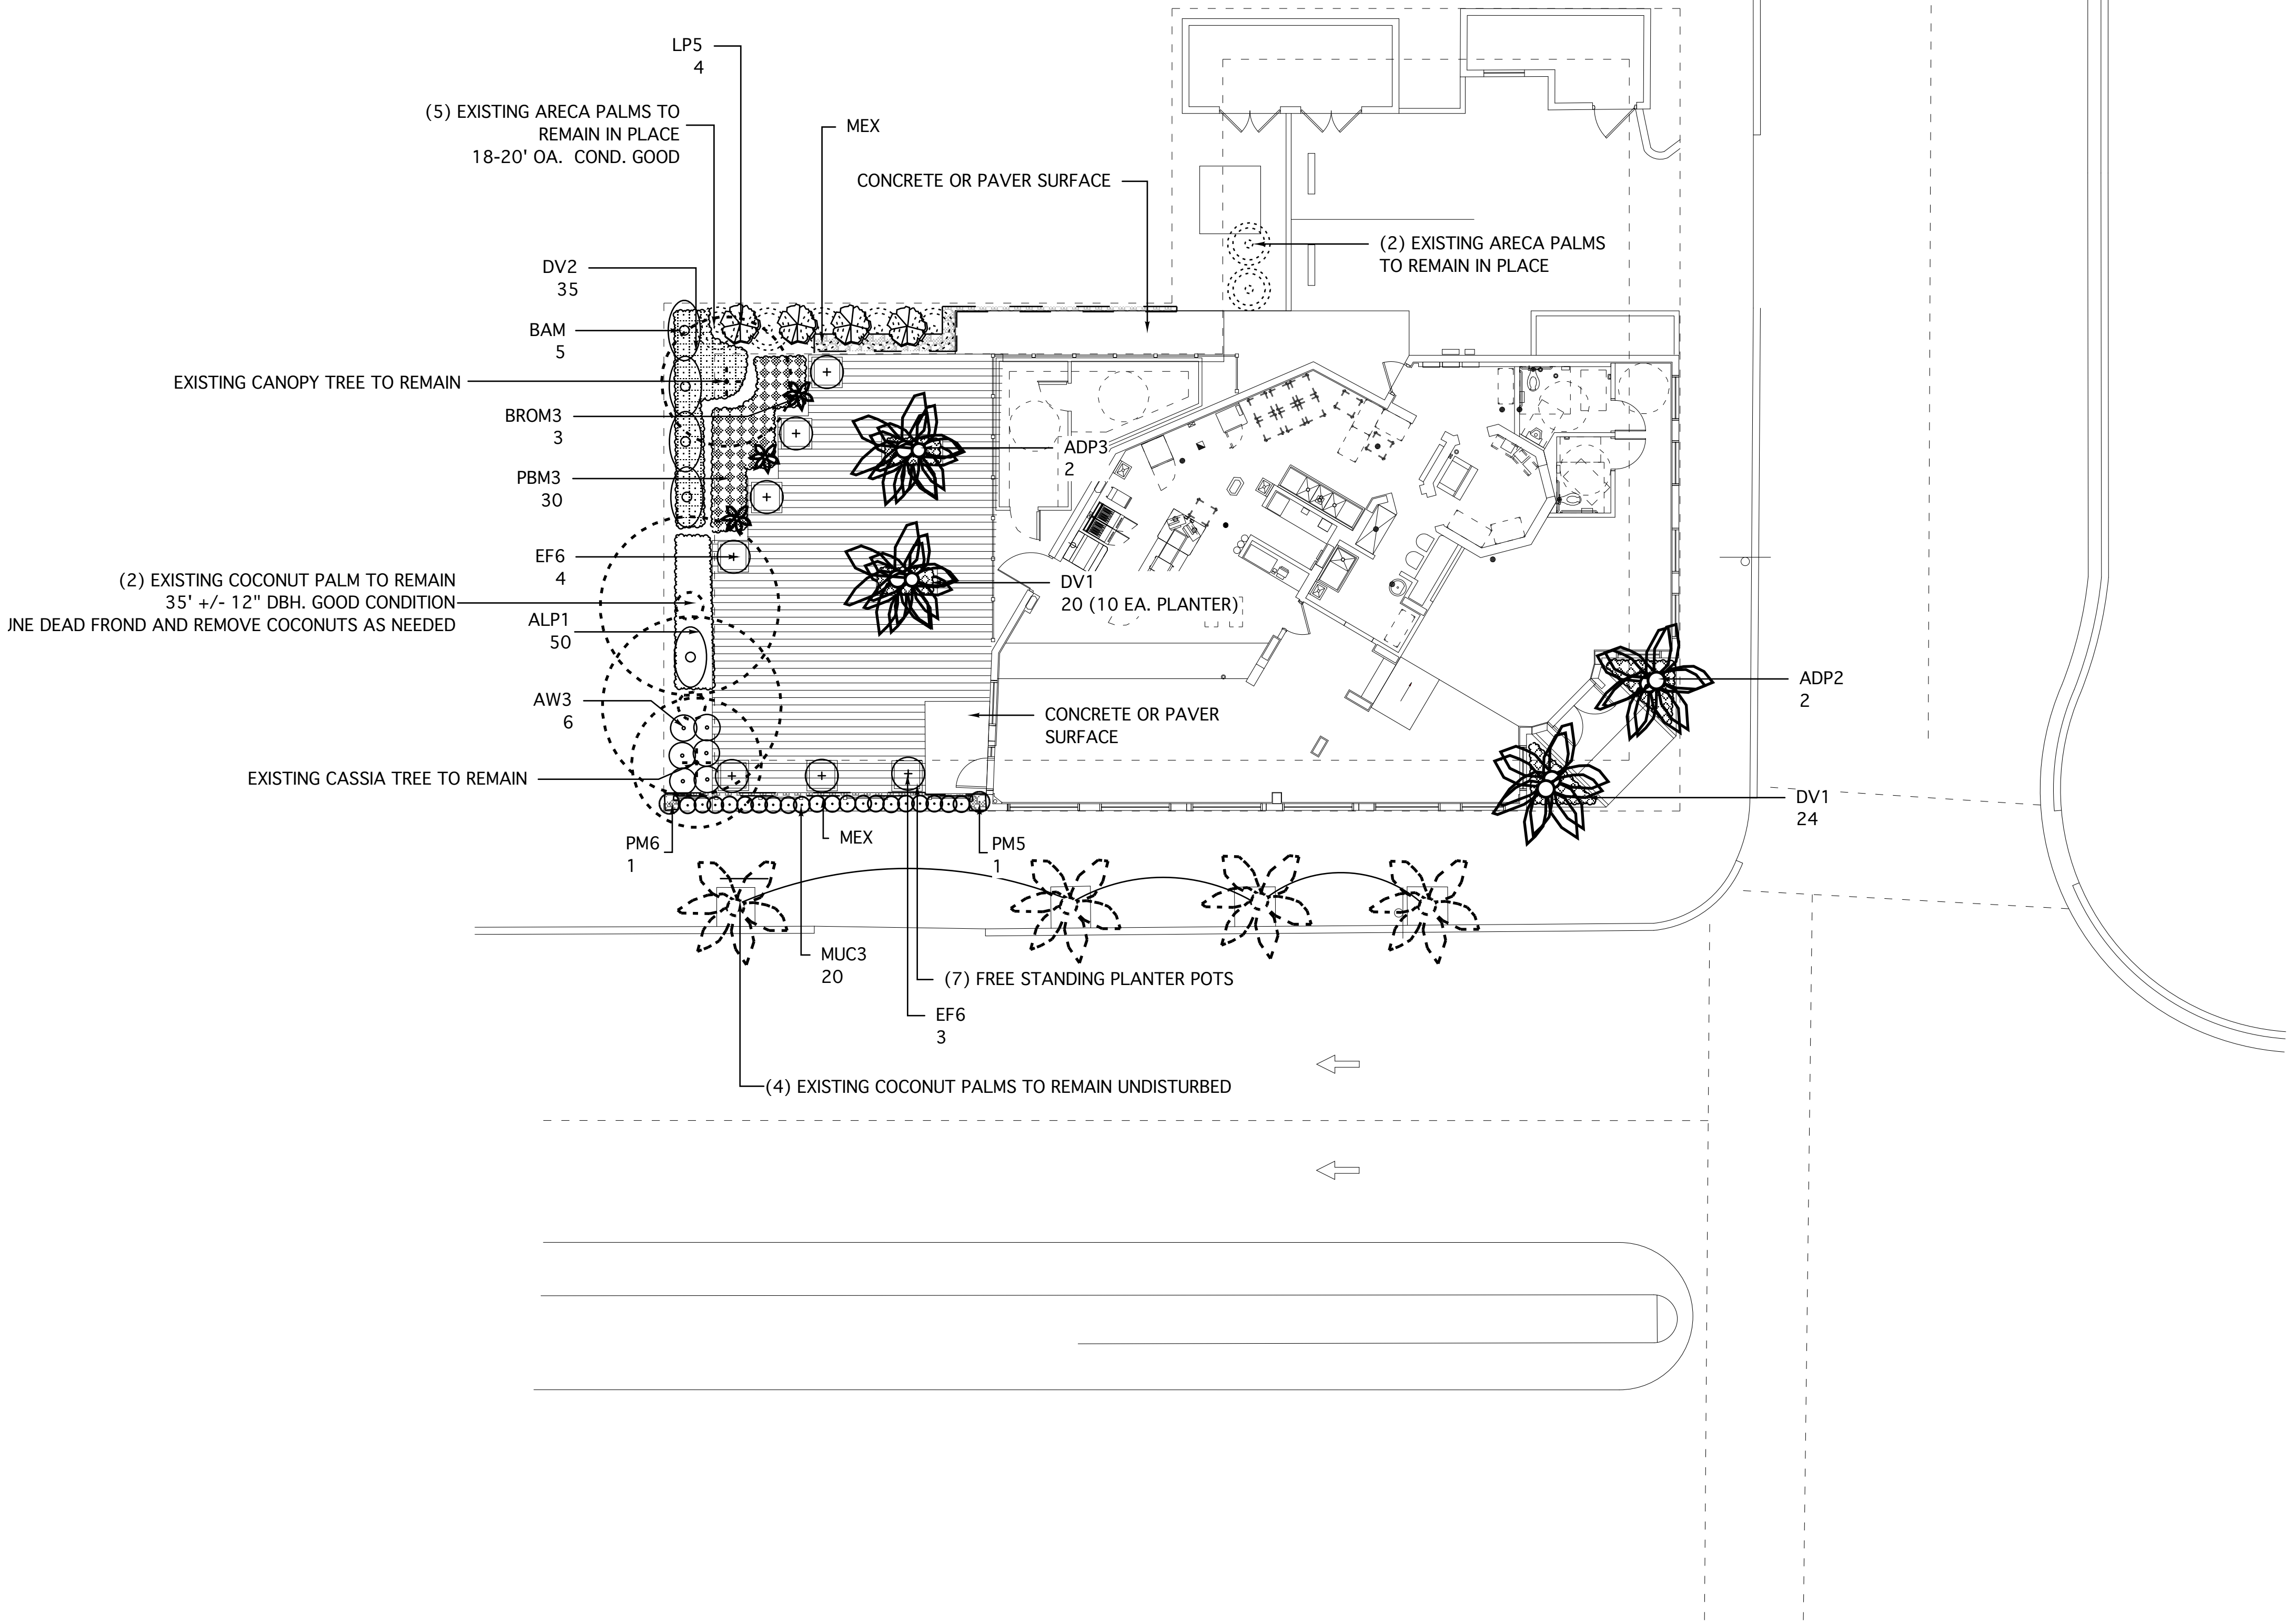 LP5
4
(5) EXISTING ARECA PALMS TO
REMAIN IN PLACE
18-20' OA.  COND. GOOD
MEX
CONCRETE OR PAVER SURFACE
(2) EXISTING ARECA PALMS
TO REMAIN IN PLACE
DV2
35
BAM
5
EXISTING CANOPY TREE TO REMAIN
BROM3
3
ADP3
2
PBM3
30
EF6
4
(2) EXISTING COCONUT PALM TO REMAIN
35' +/- 12" DBH. GOOD CONDITION
UNE DEAD FROND AND REMOVE COCONUTS AS NEEDED
DV1
20 (10 EA. PLANTER)
ALP1
50
ADP2
2
AW3
6
CONCRETE OR PAVER
SURFACE
EXISTING CASSIA TREE TO REMAIN
DV1
24
PM6
1
MEX
PM5
1
MUC3
20
(7) FREE STANDING PLANTER POTS
EF6
3
(4) EXISTING COCONUT PALMS TO REMAIN UNDISTURBED